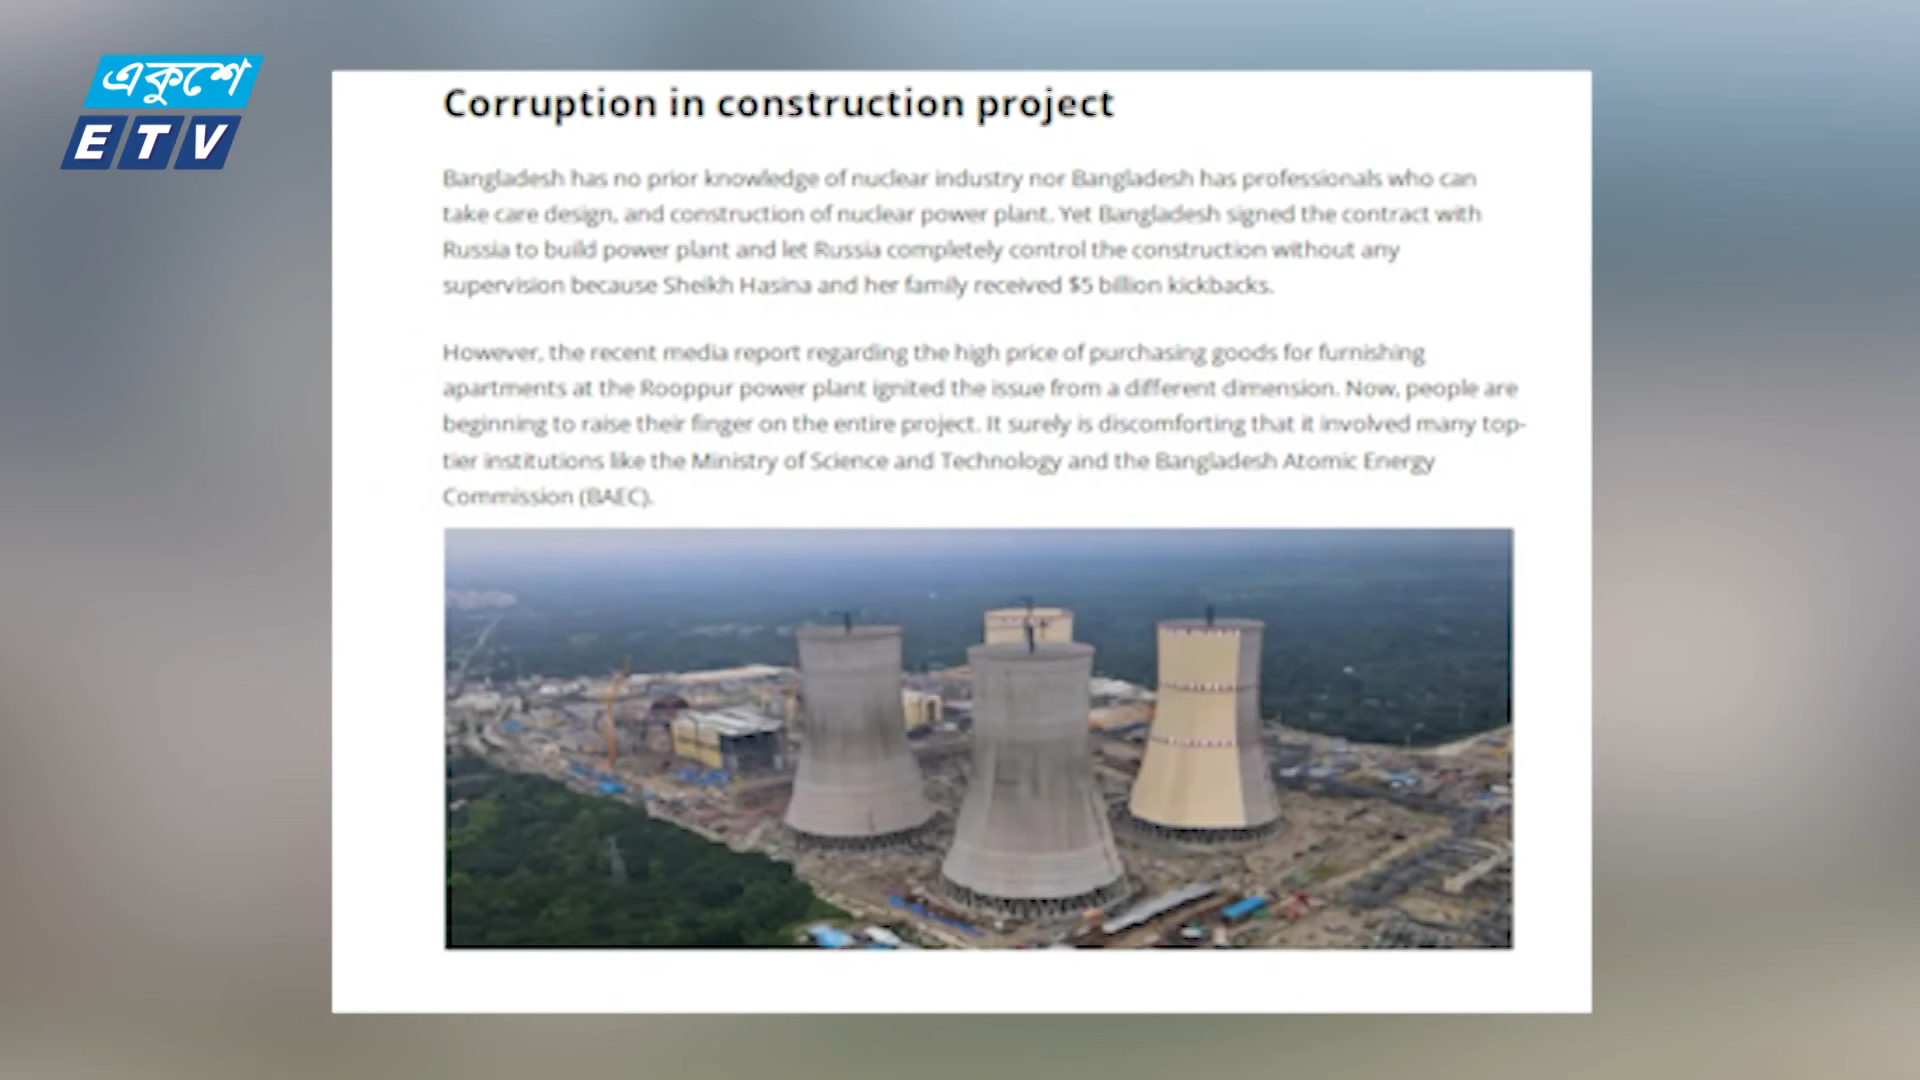 একুশে
ETV
Corruption in construction project
Bangladesh has no prior knowledge of nuclear industry nor Bangladesh has professionals who can
take care design, and construction of nuclear power plant. Yet Bangladesh signed the contract with
Russia to build power plant and let Russia completely control the construction without any
supervision because Sheikh Hasina and her family received $5 billion kickbacks.
However, the recent media report regarding the high price of purchasing goods for furnishing
apartments at the Rooppur power plant ignited the issue from a different dimension. Now, people are
beginning to raise their finger on the entire project. It surely is discomforting that it involved many top-
tier institutions like the Ministry of Science and Technology and the Bangladesh Atomic Energy
Commission (BAEC).